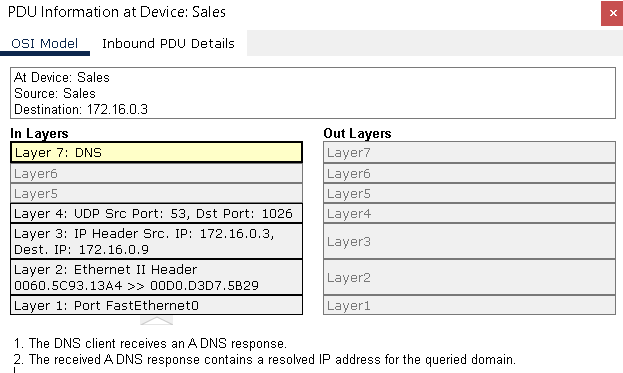 PDU Information at Device: Sales
OSI Model Inbound PDU Details
At Device: Sales
Source: Sales
Destination: 172.16.0.3
In Layers
Layer 7: DNS
Layer6
Layer5
Layer 4: UDP Src Port: 53, Dst Port: 1026
Layer 3: IP Header Src. IP: 172.16.0.3,
Dest. IP: 172.16.0.9
Layer 2: Ethernet II Header
0060.5C93.13A4 >> 00D0.D3D7.5B29
Layer 1: Port FastEthernet0
Out Layers
Layer7
Layer6
Layer5
Layer4
Layer3
Layer2
Layer1
1. The DNS client receives an A DNS response.
2. The received A DNS response contains a resolved IP address for the queried domain.